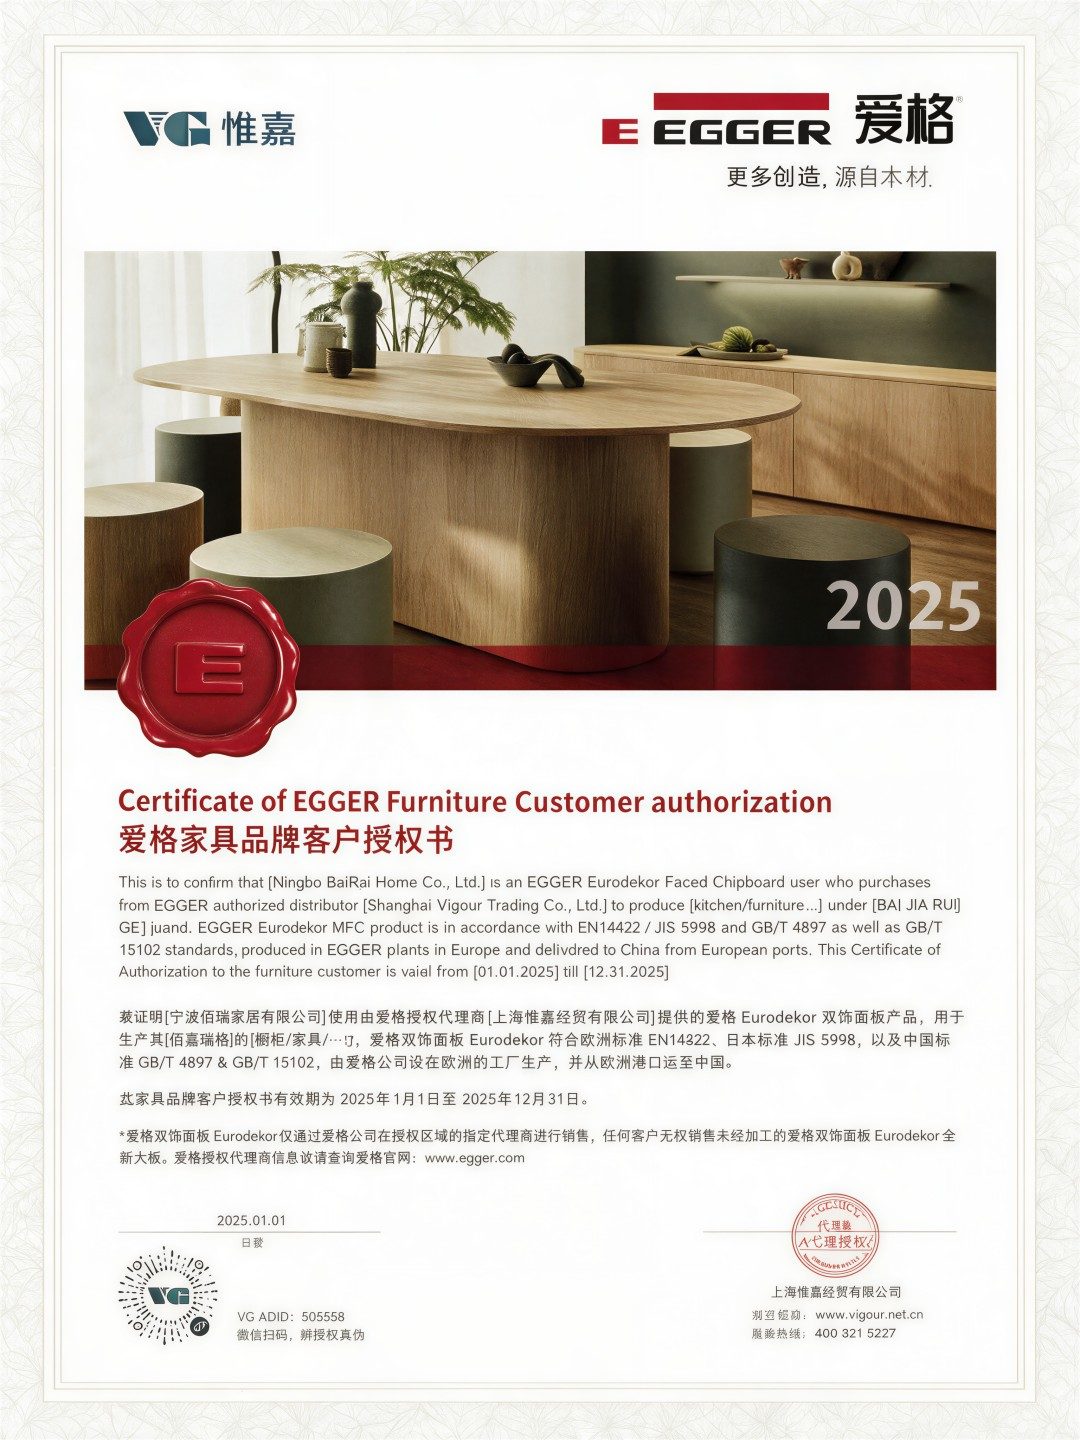 VG 惟嘉
E EGGER 爱格®
更多创造, 源自木材.
2025
E
Certificate of EGGER Furniture Customer authorization
爱格家具品牌客户授权书
This is to confirm that [Ningbo BaiRai Home Co., Ltd.] is an EGGER Eurodekor Faced Chipboard user who purchases
from EGGER authorized distributor [Shanghai Vigour Trading Co., Ltd.] to produce [kitchen/furniture...] under [BAI JIA RUI]
GE] juand. EGGER Eurodekor MFC product is in accordance with EN14422 / JIS 5998 and GB/T 4897 as well as GB/T
15102 standards, produced in EGGER plants in Europe and delivdred to China from European ports. This Certificate of
Authorization to the furniture customer is vaiəl from [01.01.2025] till [12.31.2025]
证明[宁波佰瑞家居有限公司]使用由爱格授权代理商[上海惟嘉经贸有限公司]提供的爱格 Eurodekor 双饰面板产品，用于
生产其[佰嘉瑞格]的[橱柜/家具/…，爱格双饰面板 Eurodekor 符合欧洲标准 EN14322、日本标准 JIS 5998，以及中国标
准 GB/T 4897 & GB/T 15102，由爱格公司设在欧洲的工厂生产，并从欧洲港口运至中国。
家具品牌客户授权书有效期为 2025年1月1日至 2025年12月31日。
*爱格双饰面板 Eurodekor仅通过爱格公司在授权区域的指定代理商进行销售，任何客户无权销售未经加工的爱格双饰面板 Eurodekor 全
新大板。爱格授权代理商信息请查询爱格官网：www.egger.com
2025.01.01
日
代理
代理授权
上海惟嘉经贸有限公司
VG
VG ADID：505558
微信扫码，辨授权真伪
www.vigour.net.cn
热线：400 321 5227